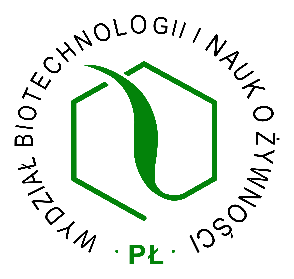 WYDZIAŁ BIOTECHNOLOGII I NAUK O ŻYWNOŚCI
· PŁ ·